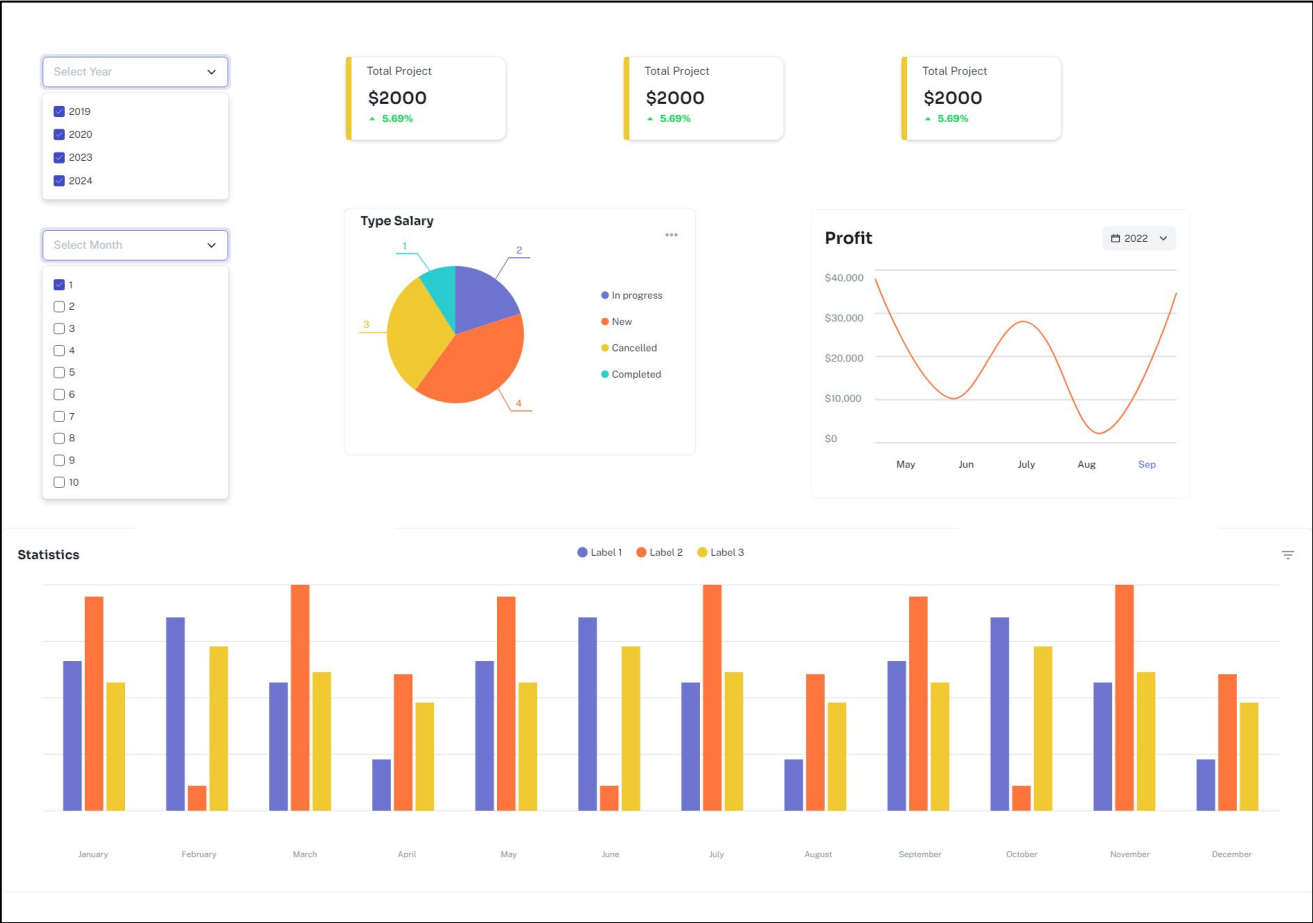 Select Year
2019
2020
2023
2024
Select Month
1
2
3
4
5
6
7
8
9
10
Total Project
$2000
5.69%
Total Project
$2000
5.69%
Total Project
$2000
5.69%
Type Salary
1
2
3
4
In progress
New
Cancelled
Completed
Profit
2022
$40,000
$30,000
$20,000
$10,000
$0
May Jun July Aug Sep
Statistics
Label 1 Label 2 Label 3
January February March April May June July August September October November December